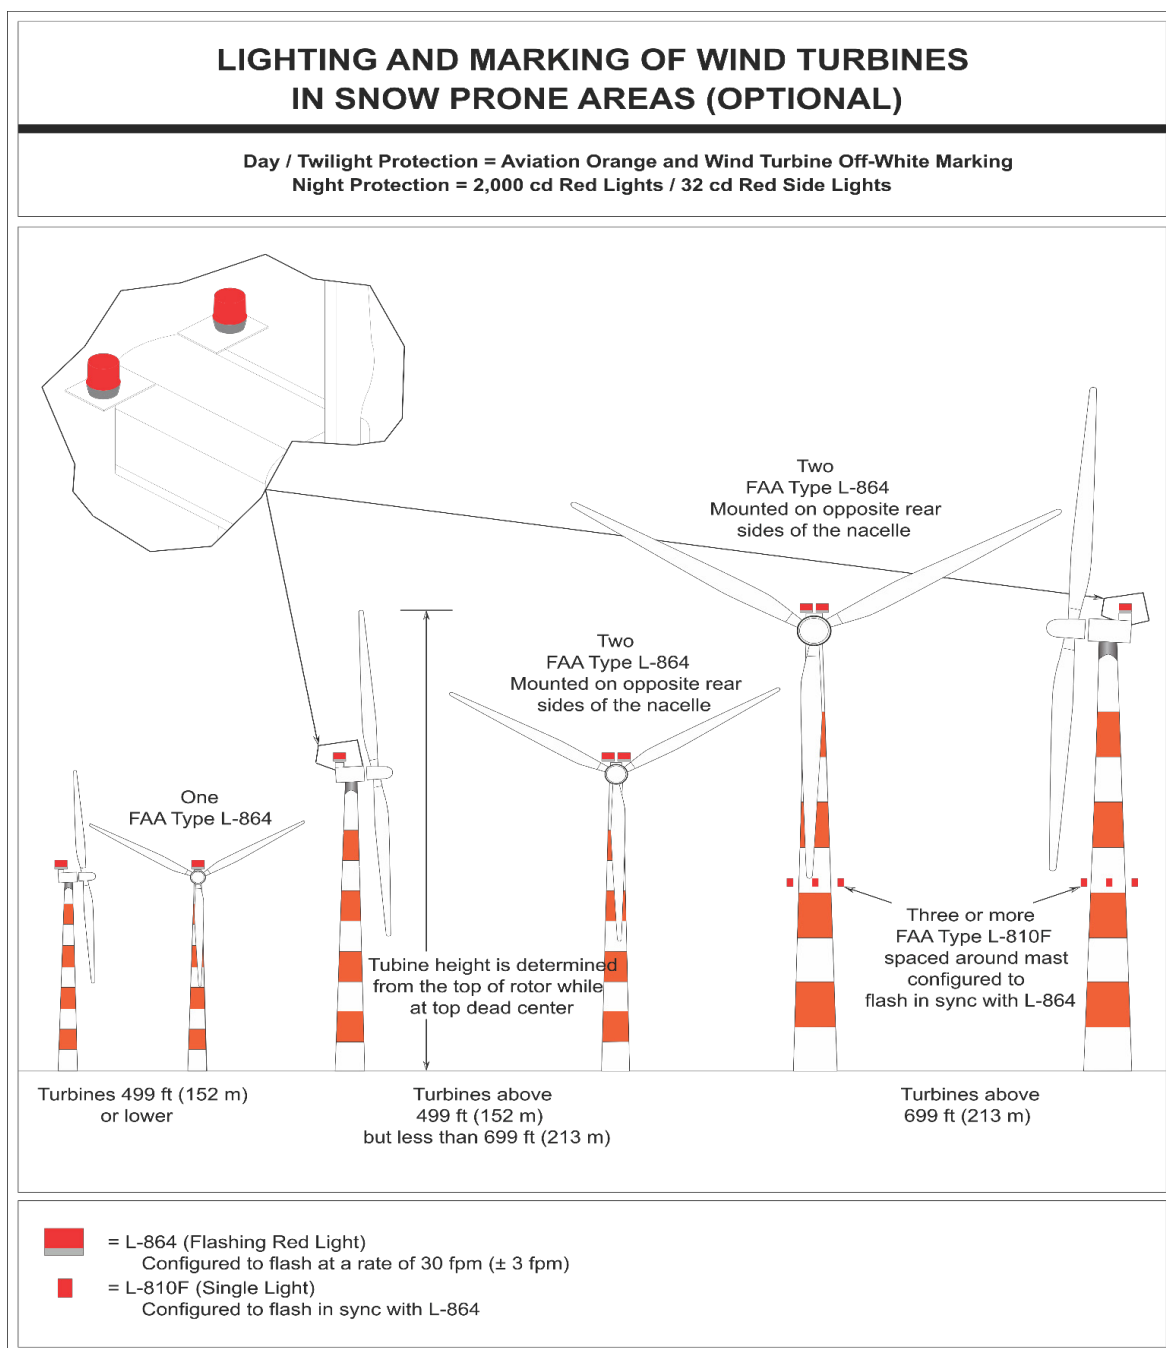 LIGHTING AND MARKING OF WIND TURBINES
IN SNOW PRONE AREAS (OPTIONAL)
Day / Twilight Protection = Aviation Orange and Wind Turbine Off-White Marking
Night Protection = 2,000 cd Red Lights / 32 cd Red Side Lights
Two
FAA Type L-864
Mounted on opposite rear
sides of the nacelle
Two
FAA Type L-864
Mounted on opposite rear
sides of the nacelle
One
FAA Type L-864
Three or more
FAA Type L-810F
spaced around mast
configured to
flash in sync with L-864
Tubine height is determined
from the top of rotor while
at top dead center
Turbines 499 ft (152 m)
or lower
Turbines above
499 ft (152 m)
but less than 699 ft (213 m)
Turbines above
699 ft (213 m)
= L-864 (Flashing Red Light)
Configured to flash at a rate of 30 fpm (± 3 fpm)
= L-810F (Single Light)
Configured to flash in sync with L-864